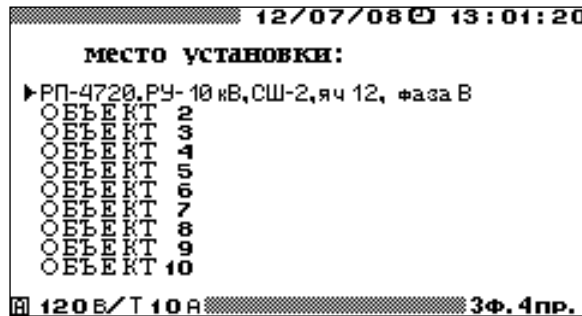 12/07/08 13:01:20
место установки:
РП-4720.РУ-10 кВ,СШ-2,яч 12, фаза В
ОБЪЕКТ 2
ОБЪЕКТ 3
ОБЪЕКТ 4
ОБЪЕКТ 5
ОБЪЕКТ 6
ОБЪЕКТ 7
ОБЪЕКТ 8
ОБЪЕКТ 9
ОБЪЕКТ 10
А 120 В/Т 10 А 3ф.4пр.